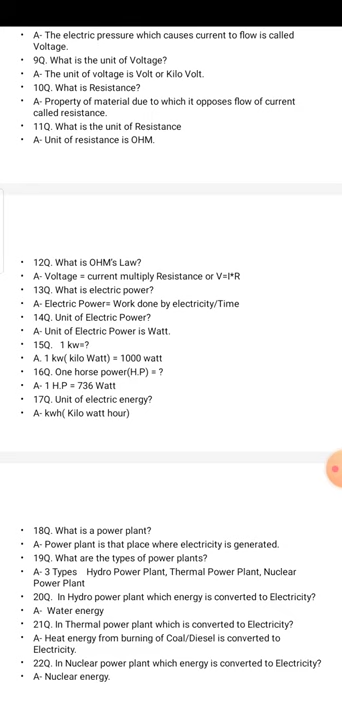 • A- The electric pressure which causes current to flow is called
Voltage.
• 9Q. What is the unit of Voltage?
• A- The unit of voltage is Volt or Kilo Volt.
• 10Q. What is Resistance?
• A- Property of material due to which it opposes flow of current
called resistance.
• 11Q. What is the unit of Resistance
• A- Unit of resistance is OHM.
• 12Q. What is OHM's Law?
• A- Voltage = current multiply Resistance or V=I*R
• 13Q. What is electric power?
• A- Electric Power= Work done by electricity/Time
• 14Q. Unit of Electric Power?
• A- Unit of Electric Power is Watt.
• 15Q. 1 kw=?
• A. 1 kw( kilo Watt) = 1000 watt
• 16Q. One horse power(H.P) = ?
• A- 1 H.P = 736 Watt
• 17Q. Unit of electric energy?
• A- kwh( Kilo watt hour)
• 18Q. What is a power plant?
• A- Power plant is that place where electricity is generated.
• 19Q. What are the types of power plants?
• A- 3 Types Hydro Power Plant, Thermal Power Plant, Nuclear
Power Plant
• 20Q. In Hydro power plant which energy is converted to Electricity?
• A- Water energy
• 21Q. In Thermal power plant which is converted to Electricity?
• A- Heat energy from burning of Coal/Diesel is converted to
Electricity.
• 22Q. In Nuclear power plant which energy is converted to Electricity?
• A- Nuclear energy.